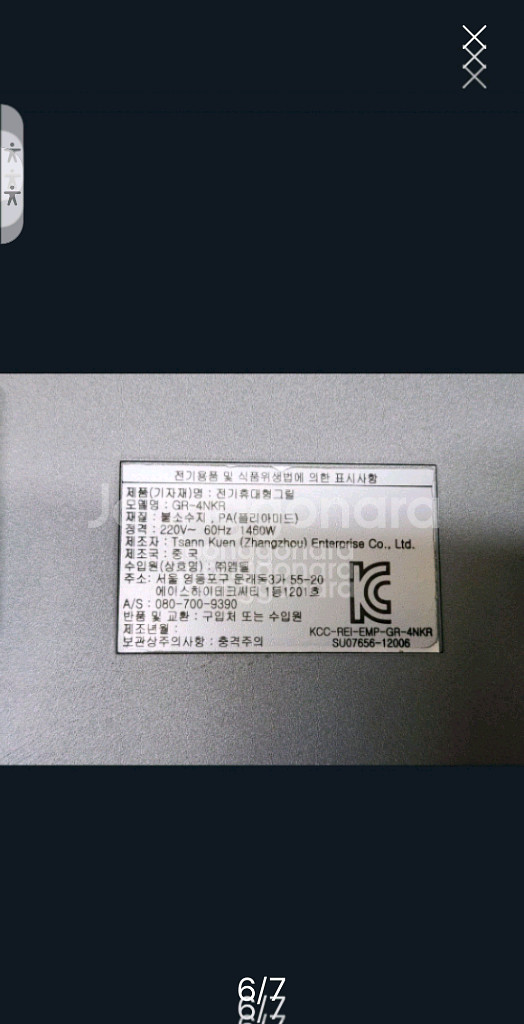 전기용품 및 식품위생법에 의한 표시사항
제품(기자재)명 : 전기휴대형그릴
모델명 : GR-4NKR
재질 : 불소수지 , PA(폴리아미드)
정격 : 220V~ 60Hz 1460W
제조자 : Tsann Kuen (Zhangzhou) Enterprise Co., Ltd.
제조국 : 중 국
수입원(상호명) : ㈜엠들
주소: 서울 영등포구 문래동3가 55-20
에이스하이테크씨티 1동1201호
A/S : 080-700-9390
반품 및 교환 : 구입처 또는 수입원
제조년월 :
보관상주의사항 : 충격주의
KCC-REI-EMP-GR-4NKR
SU07656-12006
6/7